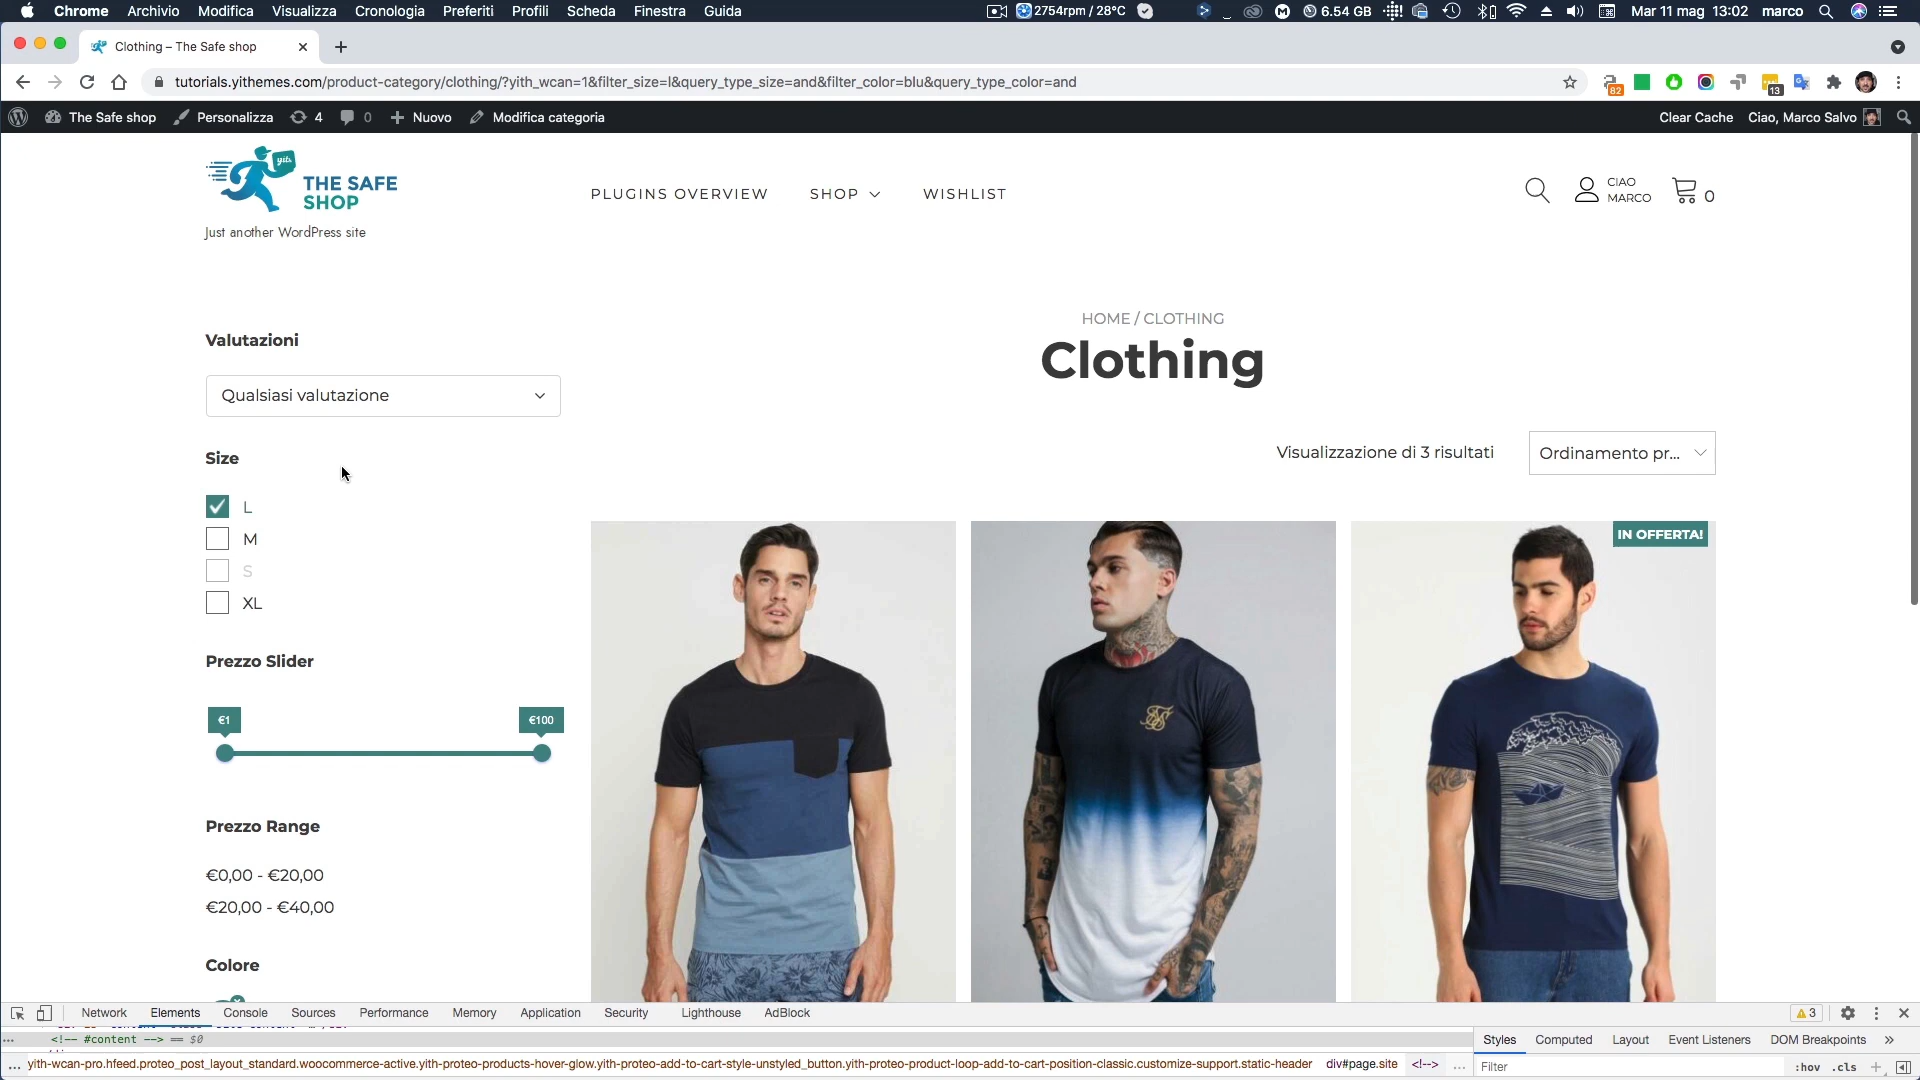 Chrome Archivio Modifica Visualizza Cronologia Preferiti Profili Scheda Finestra Guida 2754rpm / 28°C 6.54 GB Mar 11 mag 13:02 marco
Clothing – The Safe shop
tutorials.yithemes.com/product-category/clothing/?yith_wcan=1&filter_size=l&query_type_size=and&filter_color=blu&query_type_color=and 82 13
The Safe shop Personalizza 4 0 Nuovo Modifica categoria Clear Cache Ciao, Marco Salvo
yith
THE SAFE
SHOP
Just another WordPress site
PLUGINS OVERVIEW SHOP WISHLIST
CIAO
MARCO
0
HOME / CLOTHING
Clothing
Visualizzazione di 3 risultati
Ordinamento pr...
Valutazioni
Qualsiasi valutazione
Size
L
M
S
XL
Prezzo Slider
€1 €100
Prezzo Range
€0,00 - €20,00
€20,00 - €40,00
Colore
IN OFFERTA!
Network Elements Console Sources Performance Memory Application Security Lighthouse AdBlock 3
<!-- #content --> == $0
... yith-wcan-pro.hfeed.proteo_post_layout_standard.woocommerce-active.yith-proteo-products-hover-glow.yith-proteo-add-to-cart-style-unstyled_button.yith-proteo-product-loop-add-to-cart-position-classic.customize-support.static-header div#page.site <!--> ...
Styles Computed Layout Event Listeners DOM Breakpoints »
Filter :hov .cls +